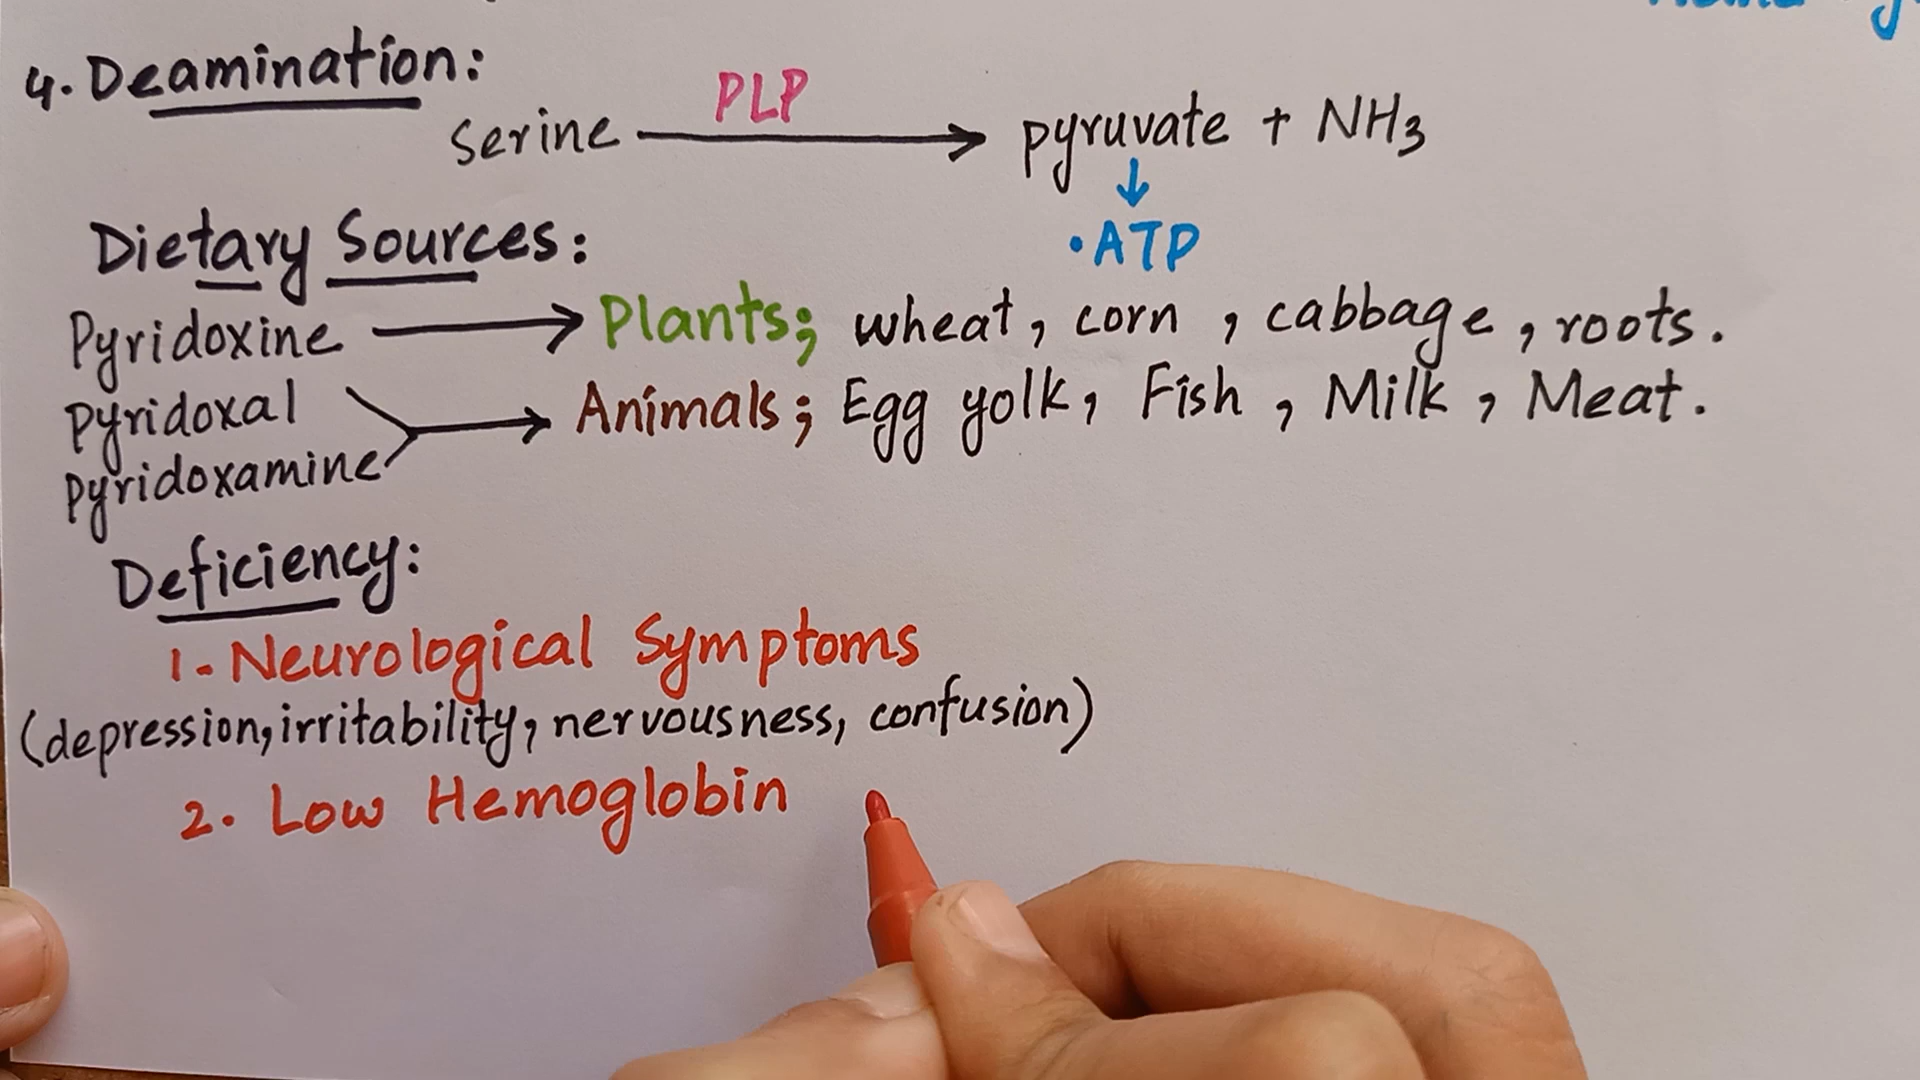 4. Deamination:
PLP
Serine → pyruvate + NH3
↓
• ATP
Dietary Sources:
Pyridoxine → Plants; wheat, corn, cabbage, roots.
Pyridoxal
→ Animals; Egg yolk, Fish, Milk, Meat.
Pyridoxamine
Deficiency:
1. Neurological Symptoms
(depression, irritability, nervousness, confusion)
2. Low Hemoglobin